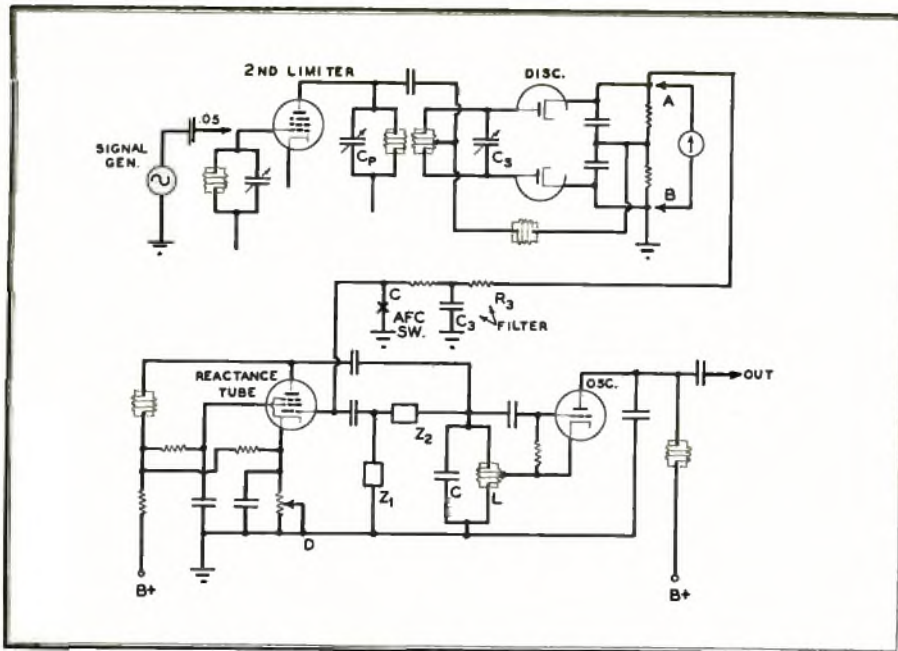 2ND LIMITER
DISC.
.05
SIGNAL
GEN.
Cp
Cs
A
B
C
AFC
SW.
C3
R3
FILTER
REACTANCE
TUBE
OSC.
OUT
Z2
Z1
C
L
D
B+
B+